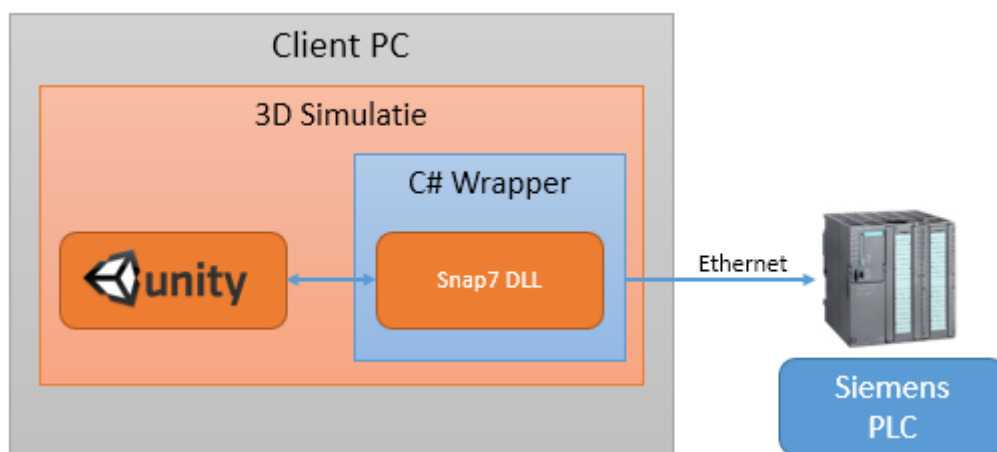 Client PC
3D Simulatie
C# Wrapper
unity
Snap7 DLL
Ethernet
Siemens
PLC